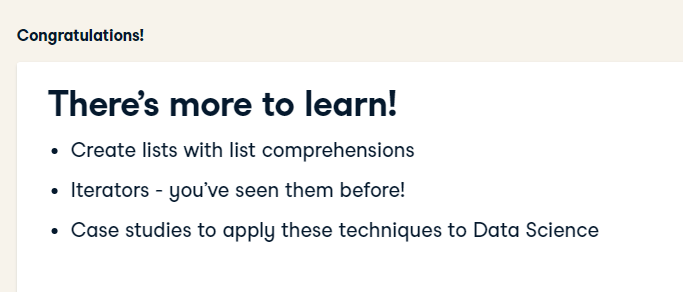 Congratulations!
There’s more to learn!
• Create lists with list comprehensions
• Iterators - you’ve seen them before!
• Case studies to apply these techniques to Data Science